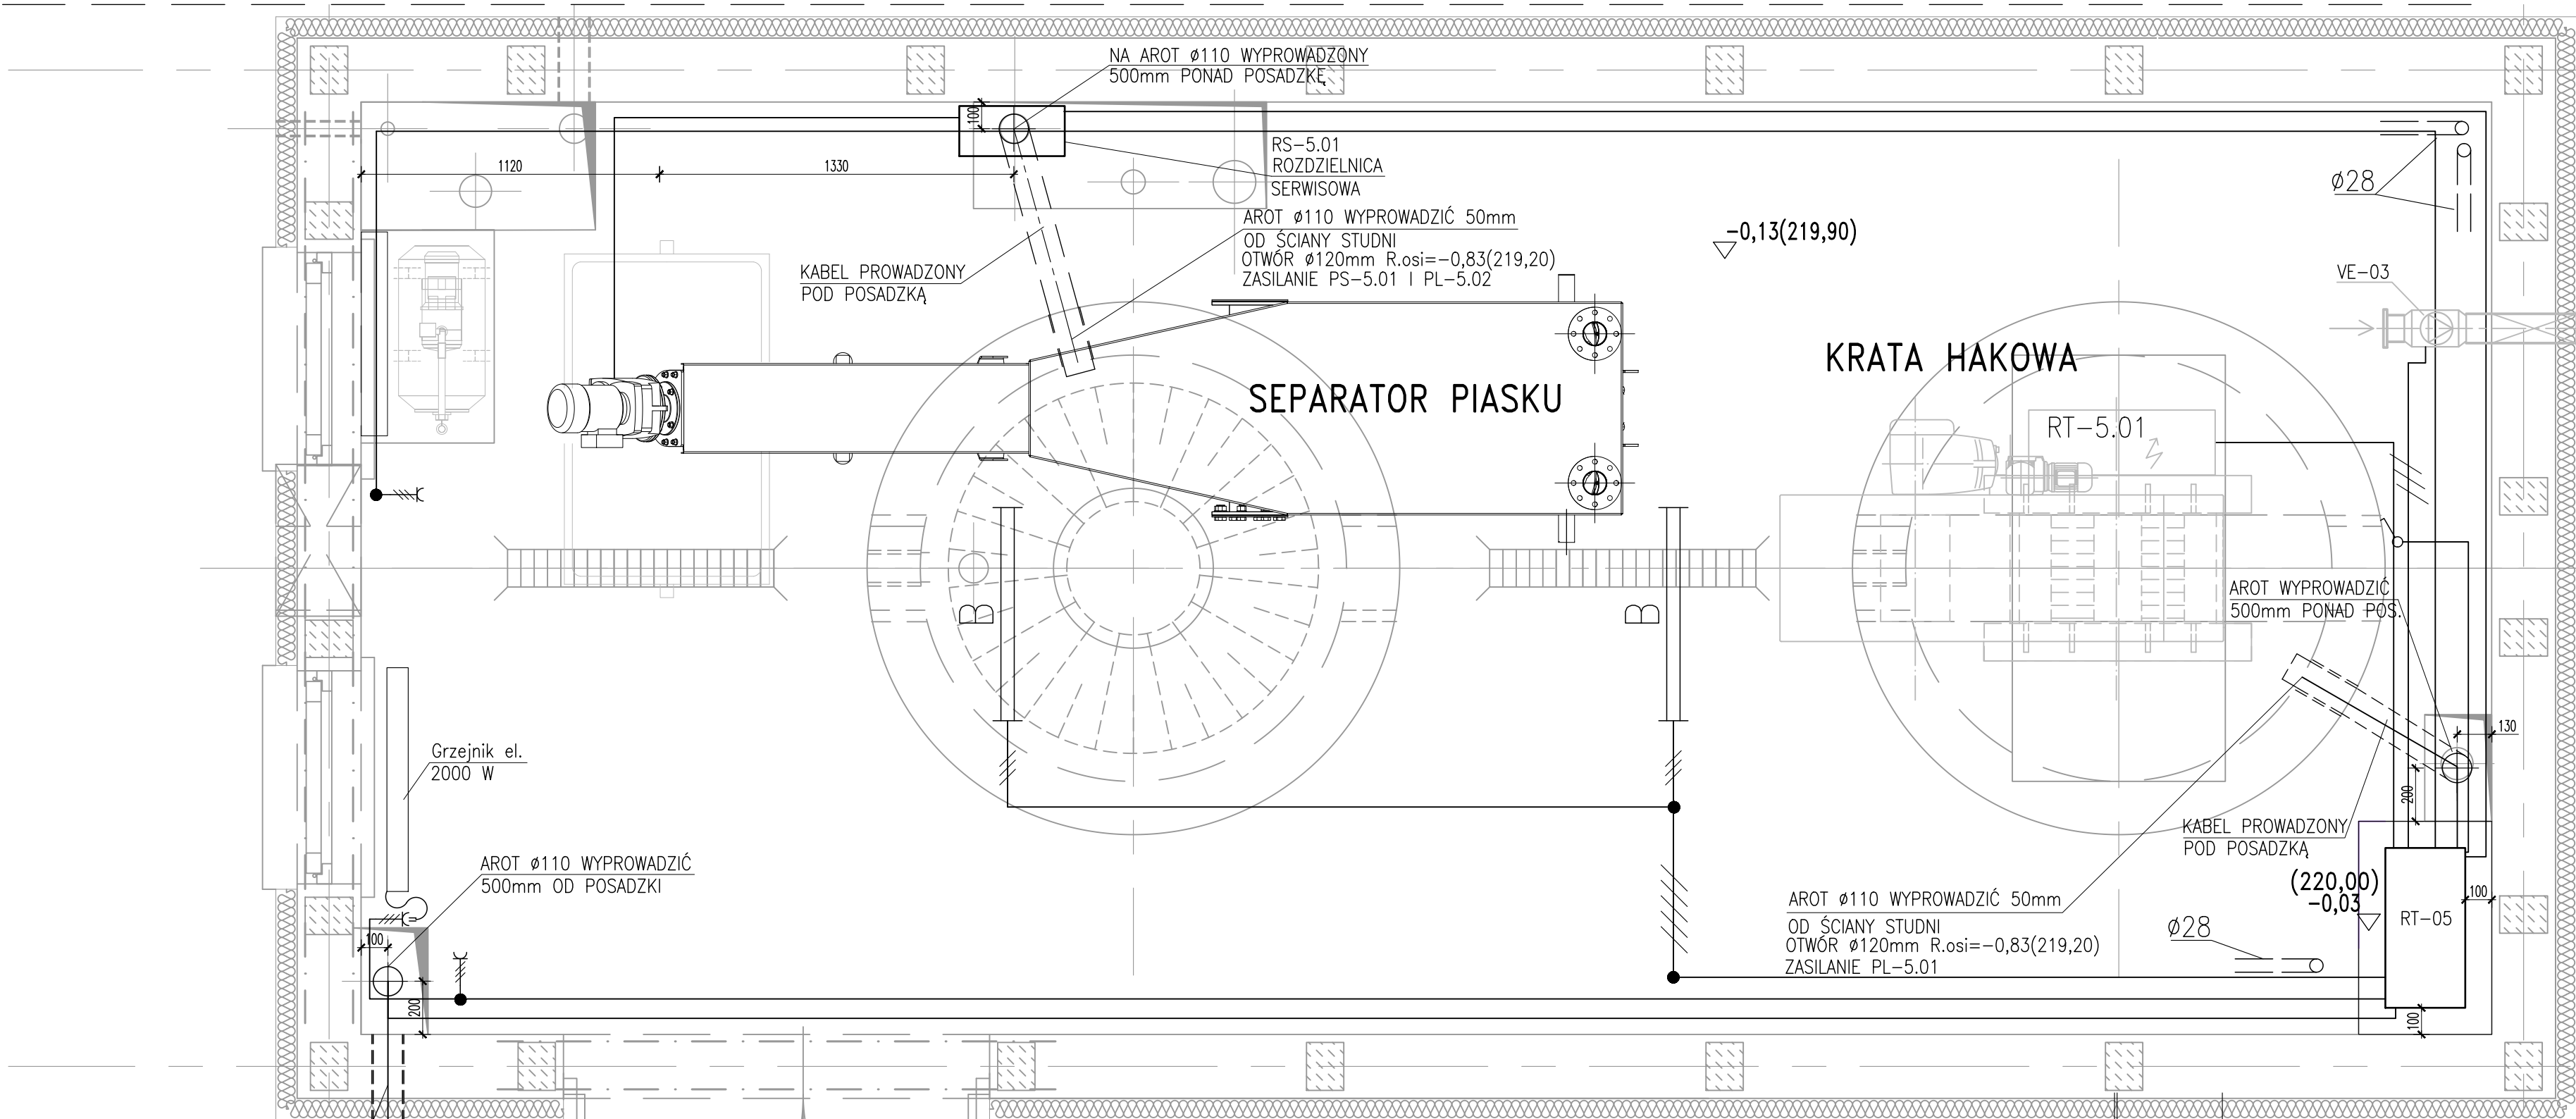 NA AROT ø110 WYPROWADZONY
500mm PONAD POSADZKĘ
100
RS-5.01
ROZDZIELNICA
SERWISOWA
1120
1330
ø28
AROT ø110 WYPROWADZIĆ 50mm
OD ŚCIANY STUDNI
OTWÓR ø120mm R.osi=-0,83(219,20)
ZASILANIE PS-5.01 I PL-5.02
-0,13(219,90)
KABEL PROWADZONY
POD POSADZKĄ
VE-03
KRATA HAKOWA
SEPARATOR PIASKU
RT-5.01
B
B
AROT WYPROWADZIĆ
500mm PONAD POS.
130
Grzejnik el.
2000 W
200
KABEL PROWADZONY
POD POSADZKĄ
AROT ø110 WYPROWADZIĆ
500mm OD POSADZKI
(220,00)
-0,03
100
RT-05
AROT ø110 WYPROWADZIĆ 50mm
OD ŚCIANY STUDNI
OTWÓR ø120mm R.osi=-0,83(219,20)
ZASILANIE PL-5.01
ø28
100
200
100